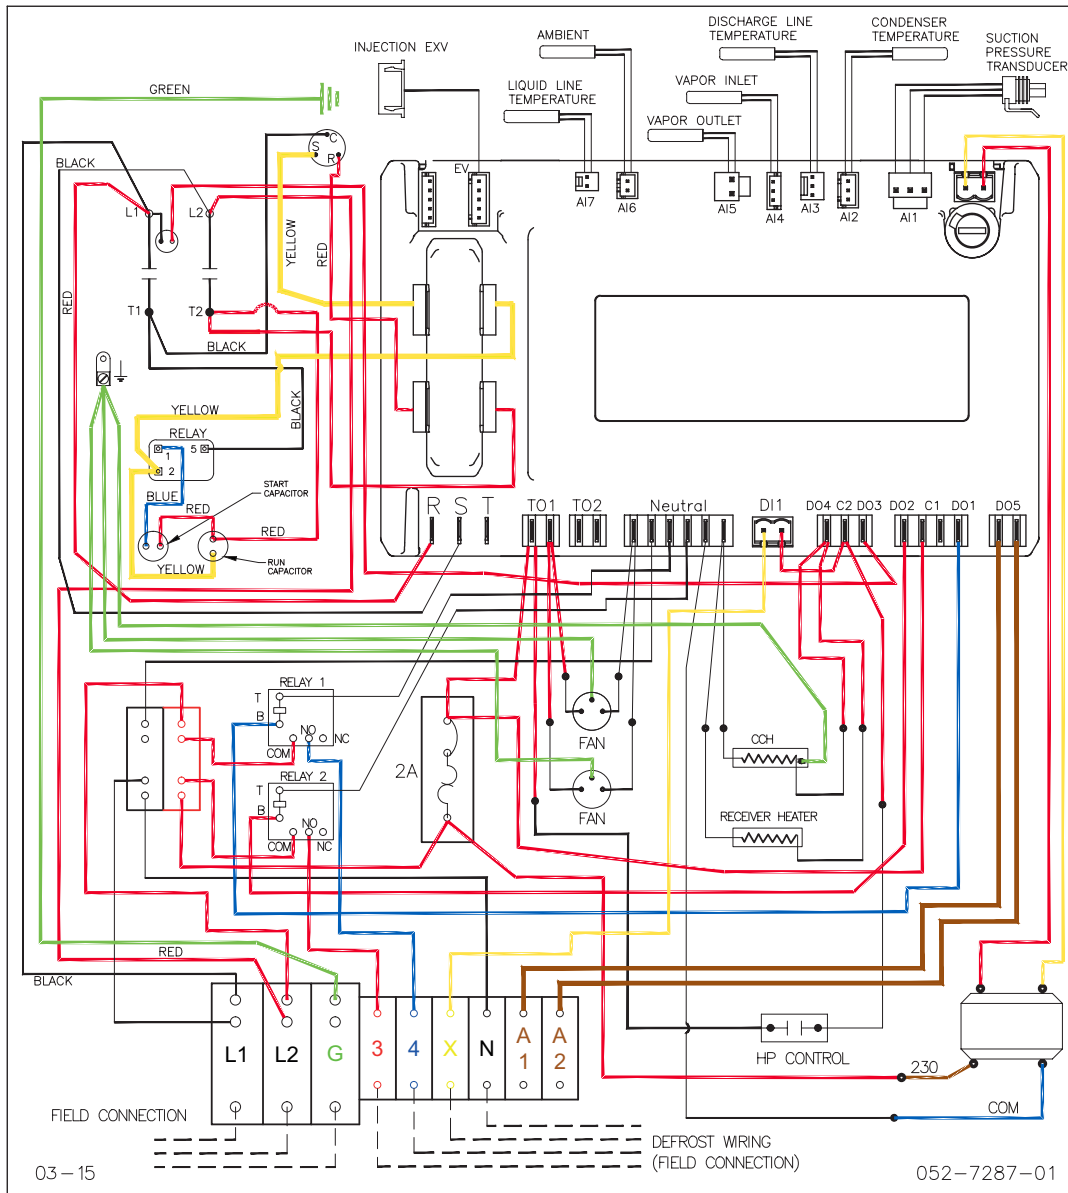 INJECTION EXV
AMBIENT
DISCHARGE LINE
TEMPERATURE
CONDENSER
TEMPERATURE
SUCTION
PRESSURE
TRANSDUCER
LIQUID LINE
TEMPERATURE
VAPOR INLET
VAPOR OUTLET
GREEN
BLACK
S
C
R
EV
AI7
AI6
AI5
AI4
AI3
AI2
AI1
L1
L2
RED
YELLOW
RED
T1
T2
BLACK
BLACK
YELLOW
RELAY
1
5
2
BLUE
START
CAPACITOR
RED
RED
RUN
CAPACITOR
YELLOW
R
S
T
TO1
TO2
Neutral
DI1
DO4
C2
DO3
DO2
C1
DO1
DO5
RELAY 1
T
B
NO
COM
NC
RELAY 2
T
B
NO
COM
NC
2A
FAN
FAN
CCH
RECEIVER HEATER
RED
BLACK
L1
L2
G
3
4
X
N
A
1
A
2
HP CONTROL
230
COM
FIELD CONNECTION
DEFROST WIRING
(FIELD CONNECTION)
03-15
052-7287-01